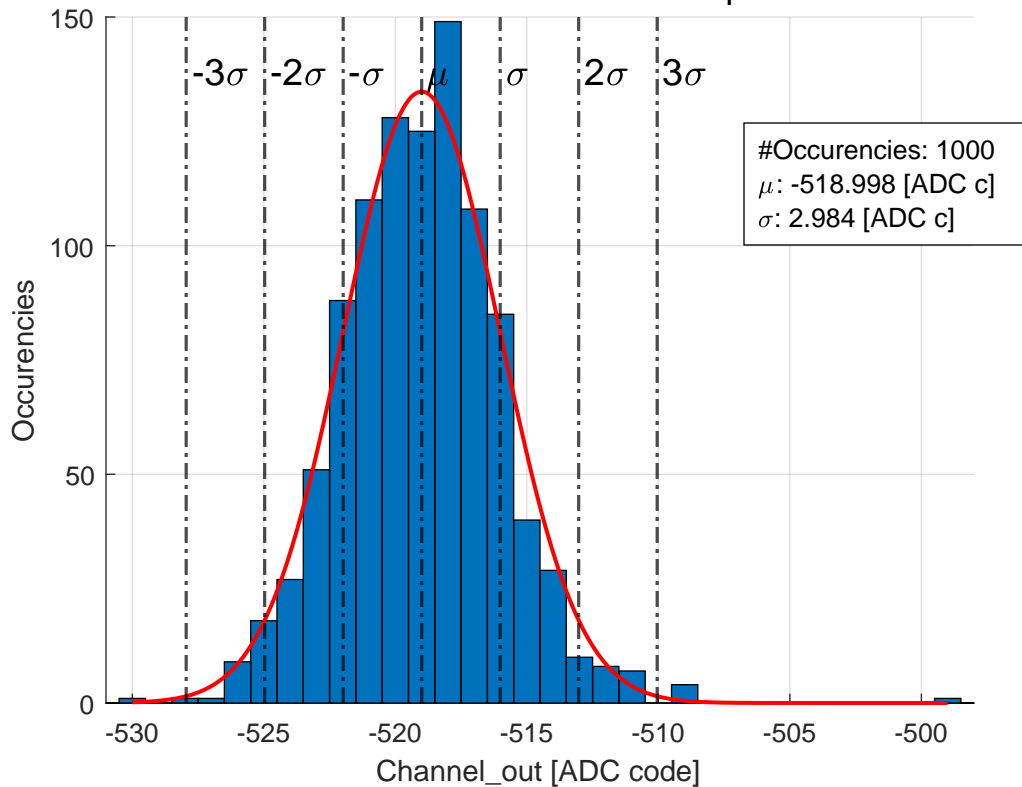 150
-3σ -2σ -σ μ σ 2σ 3σ
#Occurencies: 1000
μ: -518.998 [ADC c]
σ: 2.984 [ADC c]
100
Occurencies
50
0
-530 -525 -520 -515 -510 -505 -500
Channel_out [ADC code]